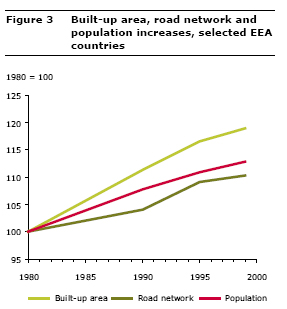 Figure 3 Built-up area, road network and
population increases, selected EEA
countries
1980 = 100
125
120
115
110
105
100
95
1980 1985 1990 1995 2000
Built-up area Road network Population